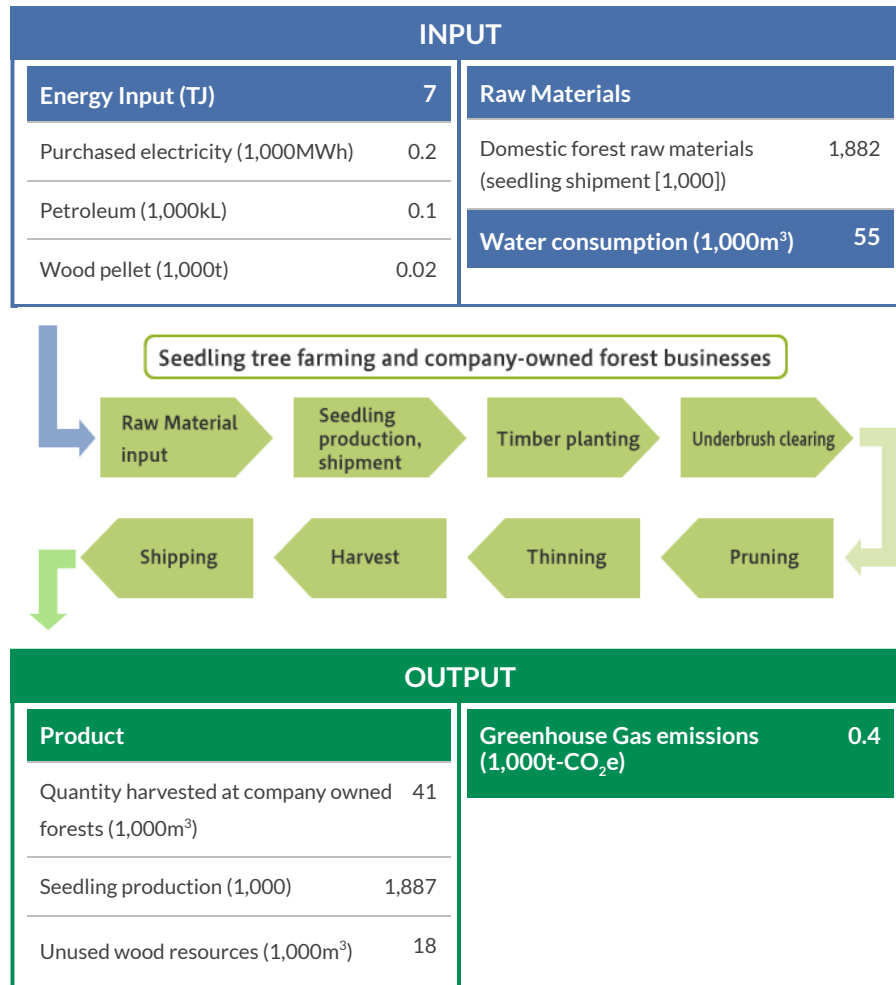 INPUT
Energy Input (TJ) 7
Purchased electricity (1,000MWh) 0.2
Petroleum (1,000kL) 0.1
Wood pellet (1,000t) 0.02
Raw Materials
Domestic forest raw materials 1,882
(seedling shipment [1,000])
Water consumption (1,000m³) 55
Seedling tree farming and company-owned forest businesses
Raw Material
input
Seedling
production,
shipment
Timber planting
Underbrush clearing
Pruning
Thinning
Harvest
Shipping
OUTPUT
Product
Quantity harvested at company owned 41
forests (1,000m³)
Seedling production (1,000) 1,887
Unused wood resources (1,000m³) 18
Greenhouse Gas emissions 0.4
(1,000t-CO₂e)